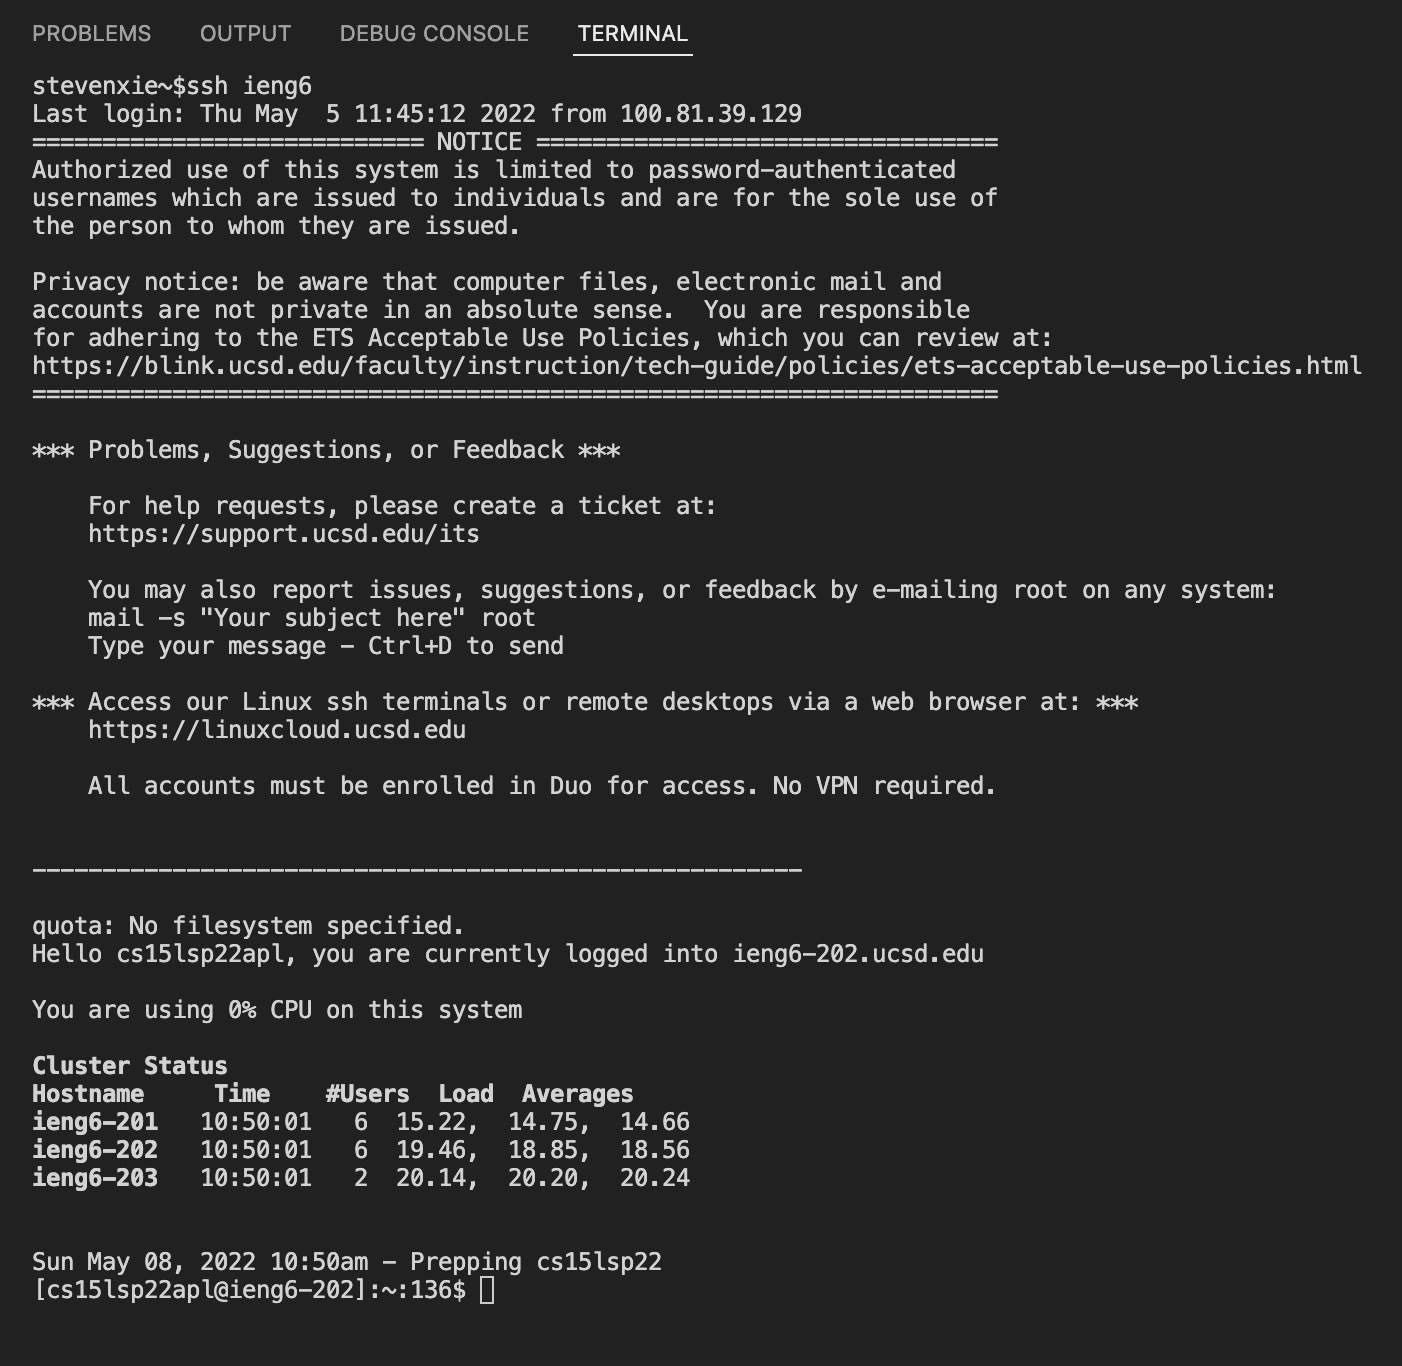 PROBLEMS OUTPUT DEBUG CONSOLE TERMINAL
stevenxie~$ssh ieng6
Last login: Thu May  5 11:45:12 2022 from 100.81.39.129
============================ NOTICE =================================
Authorized use of this system is limited to password-authenticated
usernames which are issued to individuals and are for the sole use of
the person to whom they are issued.

Privacy notice: be aware that computer files, electronic mail and
accounts are not private in an absolute sense.  You are responsible
for adhering to the ETS Acceptable Use Policies, which you can review at:
https://blink.ucsd.edu/faculty/instruction/tech-guide/policies/ets-acceptable-use-policies.html
=====================================================================

*** Problems, Suggestions, or Feedback ***

    For help requests, please create a ticket at:
    https://support.ucsd.edu/its

    You may also report issues, suggestions, or feedback by e-mailing root on any system:
    mail -s "Your subject here" root
    Type your message - Ctrl+D to send

*** Access our Linux ssh terminals or remote desktops via a web browser at: ***
    https://linuxcloud.ucsd.edu

    All accounts must be enrolled in Duo for access. No VPN required.


-------------------------------------------------------

quota: No filesystem specified.
Hello cs15lsp22apl, you are currently logged into ieng6-202.ucsd.edu

You are using 0% CPU on this system

Cluster Status
Hostname     Time    #Users  Load  Averages
ieng6-201   10:50:01   6  15.22,  14.75,  14.66
ieng6-202   10:50:01   6  19.46,  18.85,  18.56
ieng6-203   10:50:01   2  20.14,  20.20,  20.24


Sun May 08, 2022 10:50am - Prepping cs15lsp22
[cs15lsp22apl@ieng6-202]:~:136$